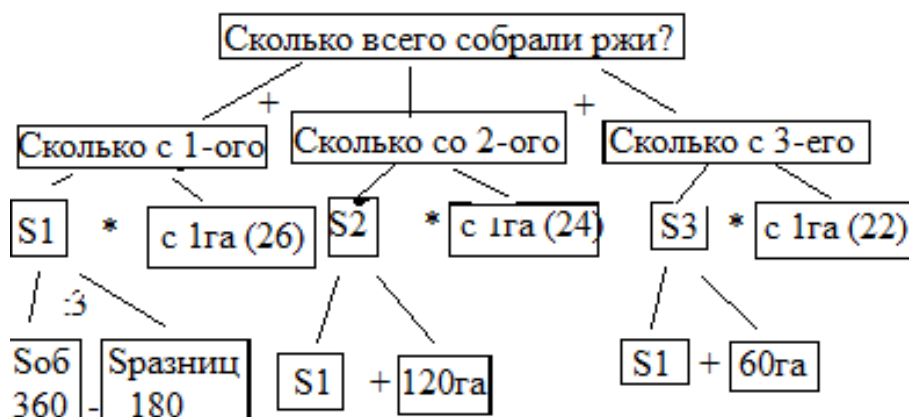 Сколько всего собрали ржи?
+ +
Сколько с 1-ого Сколько со 2-ого Сколько с 3-его
S1 * с 1га (26) S2 * с 1га (24) S3 * с 1га (22)
:3
Sоб Sразниц S1 + 120га S1 + 60га
360 - 180